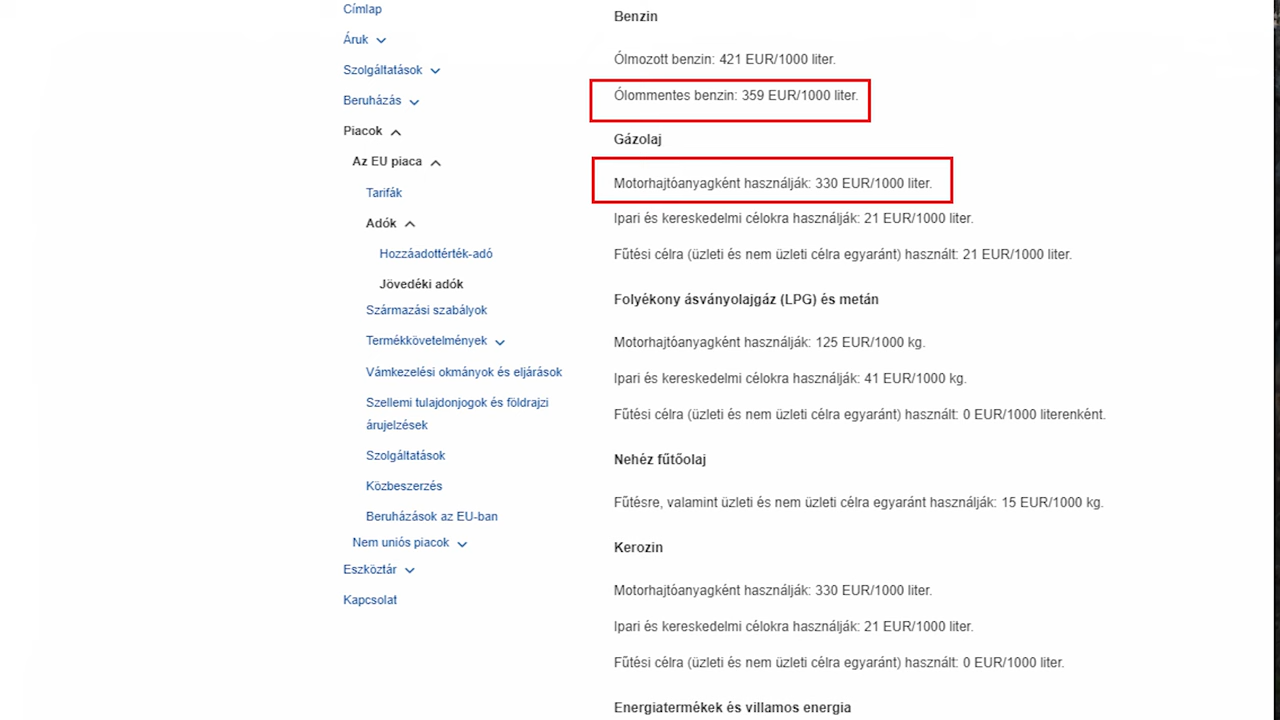 Címlap
Áruk
Szolgáltatások
Beruházás
Piacok
Az EU piaca
Tarifák
Adók
Hozzáadottérték-adó
Jövedéki adók
Származási szabályok
Termékkövetelmények
Vámkezelési okmányok és eljárások
Szellemi tulajdonjogok és földrajzi
árujelzések
Szolgáltatások
Közbeszerzés
Beruházások az EU-ban
Nem uniós piacok
Eszköztár
Kapcsolat
Benzin
Ólmozott benzin: 421 EUR/1000 liter.
Ólommentes benzin: 359 EUR/1000 liter.
Gázolaj
Motorhajtóanyagként használják: 330 EUR/1000 liter.
Ipari és kereskedelmi célokra használják: 21 EUR/1000 liter.
Fűtési célra (üzleti és nem üzleti célra egyaránt) használt: 21 EUR/1000 liter.
Folyékony ásványolajgáz (LPG) és metán
Motorhajtóanyagként használják: 125 EUR/1000 kg.
Ipari és kereskedelmi célokra használják: 41 EUR/1000 kg.
Fűtési célra (üzleti és nem üzleti célra egyaránt) használt: 0 EUR/1000 literenként.
Nehéz fűtőolaj
Fűtésre, valamint üzleti és nem üzleti célra egyaránt használják: 15 EUR/1000 kg.
Kerozin
Motorhajtóanyagként használják: 330 EUR/1000 liter.
Ipari és kereskedelmi célokra használják: 21 EUR/1000 liter.
Fűtési célra (üzleti és nem üzleti célra egyaránt) használt: 0 EUR/1000 liter.
Energiatermékek és villamos energia